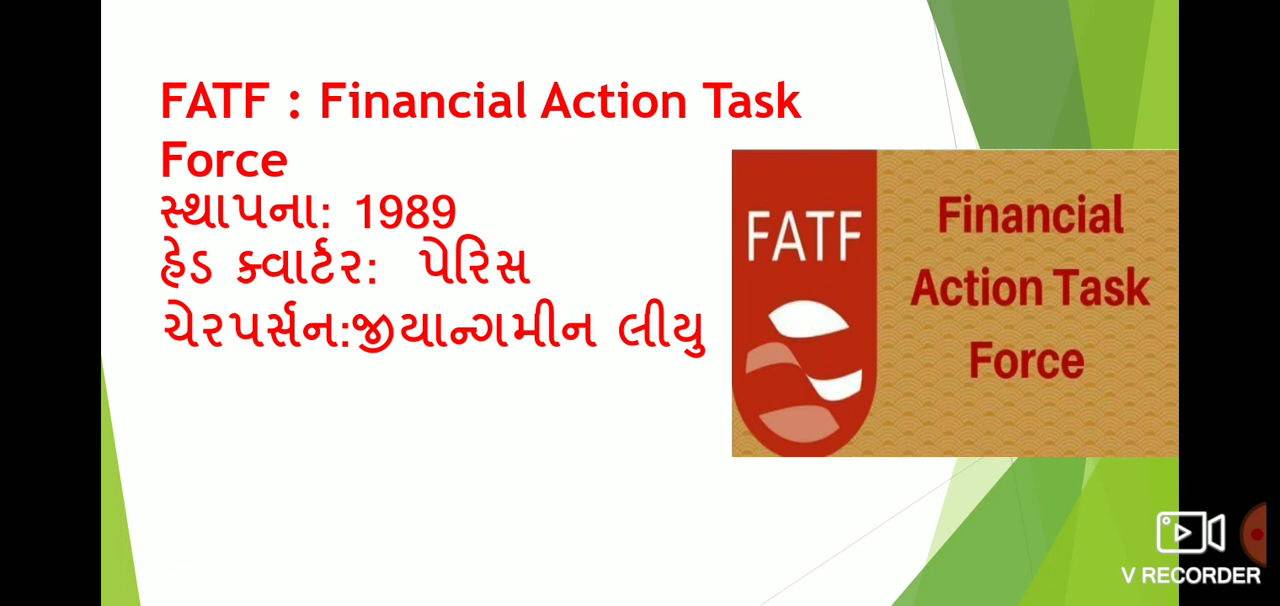 FATF : Financial Action Task
Force
સ્થાપના: 1989
હેડ ક્વાર્ટર: પેરિસ
ચેરપર્સન:જીયાન્ગમીન લીયુ
FATF
Financial
Action Task
Force
V RECORDER